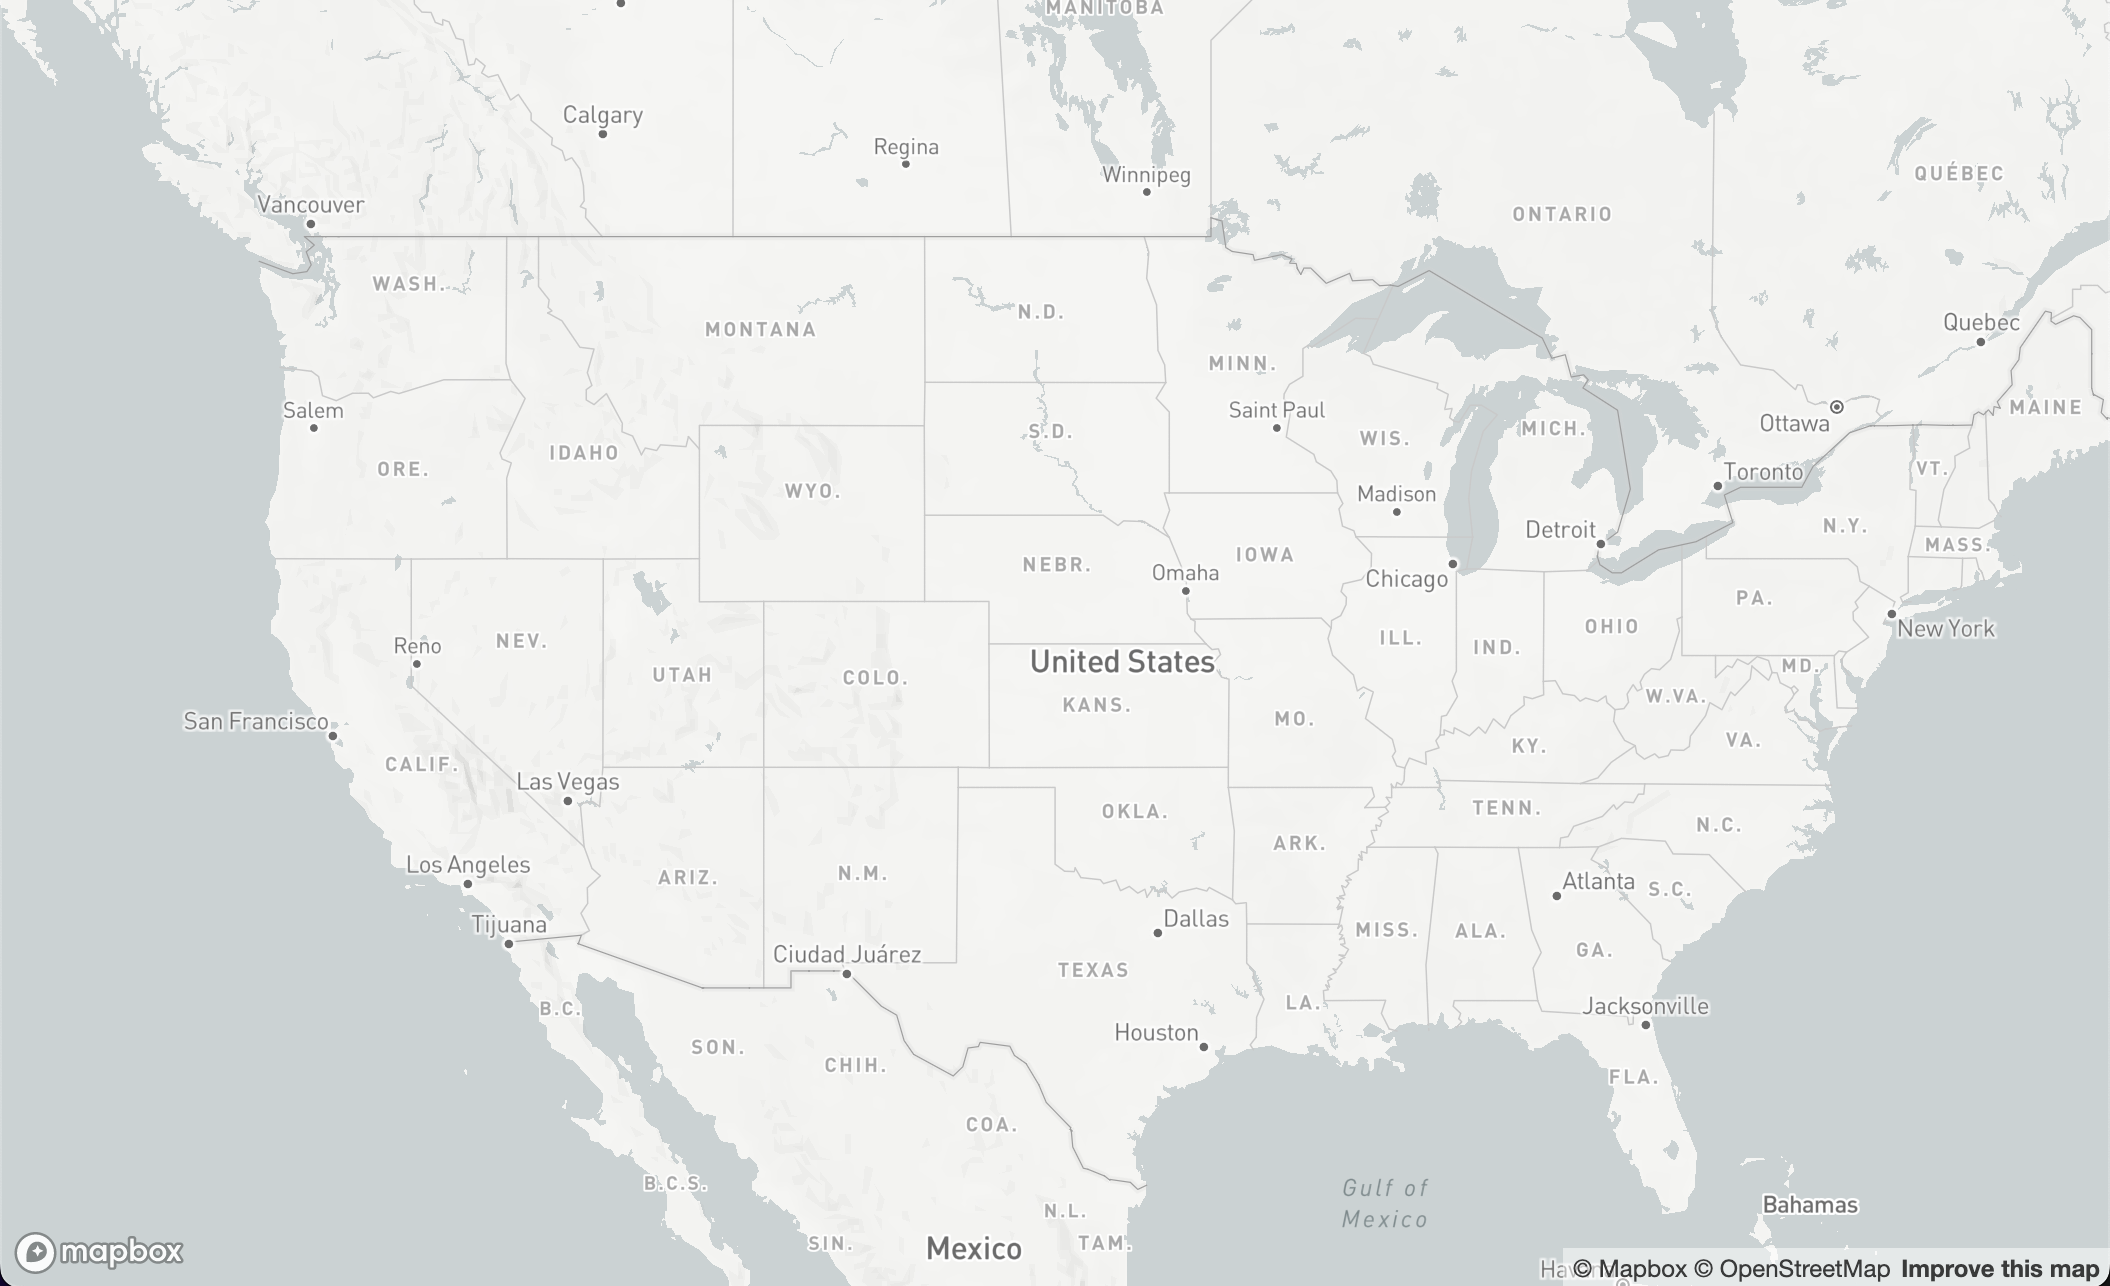 MANITOBA
Calgary
Regina
Winnipeg
QUÉBEC
Vancouver
ONTARIO
WASH.
N.D.
MONTANA
Quebec
MINN.
Salem
Saint Paul
MAINE
Ottawa
S.D.
MICH.
WIS.
IDAHO
ORE.
VT.
Toronto
WYO.
Madison
N.Y.
Detroit
MASS.
IOWA
NEBR.
Omaha
Chicago
PA.
OHIO
New York
ILL.
NEV.
Reno
IND.
United States
MD.
UTAH
COLO.
W.VA.
KANS.
MO.
San Francisco
VA.
KY.
CALIF.
Las Vegas
TENN.
OKLA.
N.C.
ARK.
Los Angeles
N.M.
ARIZ.
Atlanta
S.C.
Dallas
Tijuana
MISS.
ALA.
GA.
Ciudad Juárez
TEXAS
LA.
B.C.
Jacksonville
Houston
SON.
CHIH.
FLA.
COA.
B.C.S.
Gulf of
Mexico
Bahamas
N.L.
SIN.
Mexico
TAM.
mapbox
© Mapbox © OpenStreetMap Improve this map